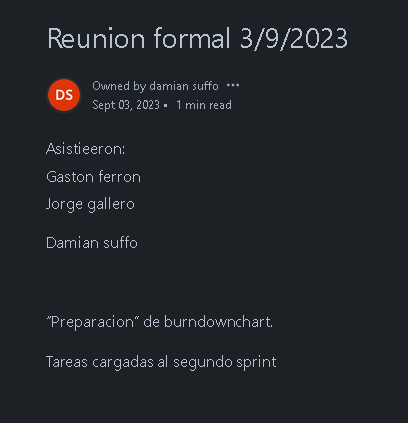 Reunion formal 3/9/2023
DS
Owned by damian suffo •••
Sept 03, 2023 • 1 min read
Asistieeron:
Gaston ferron
Jorge gallero
Damian suffo
“Preparacion” de burndownchart.
Tareas cargadas al segundo sprint